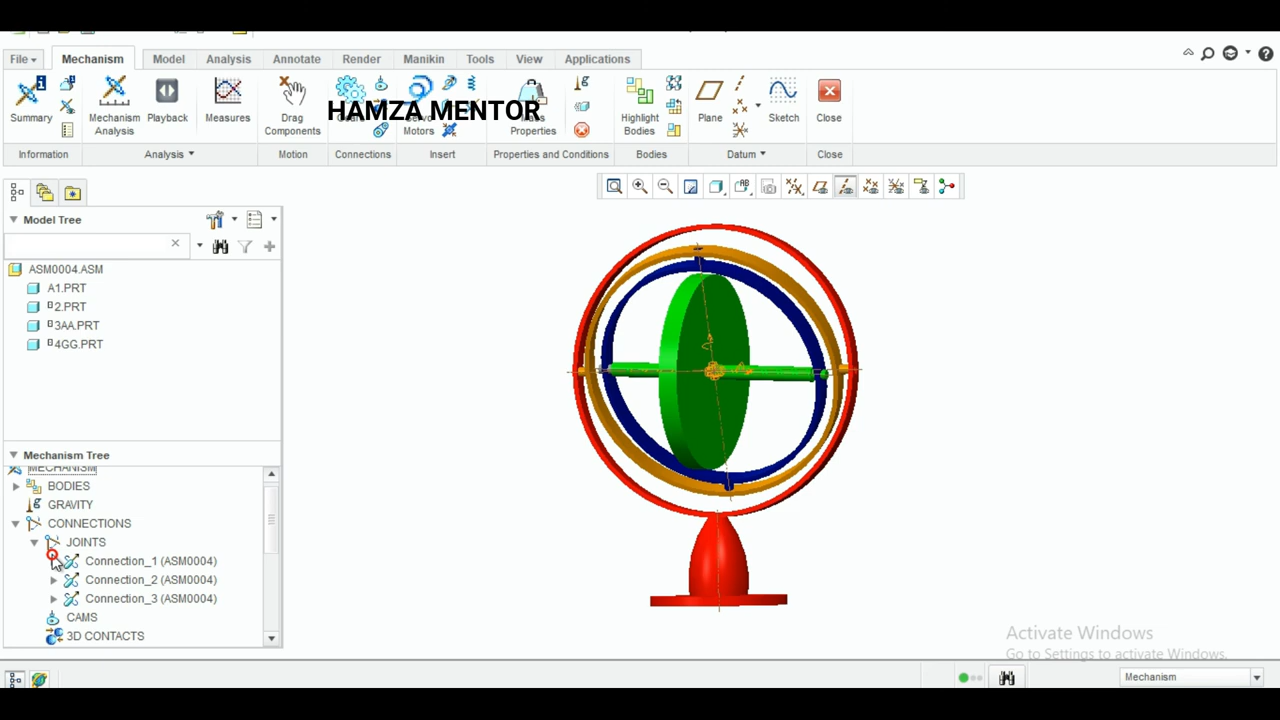 File Mechanism Model Analysis Annotate Render Manikin Tools View Applications
HAMZA MENTOR
Summary Mechanism Analysis Playback Measures Drag Components Servo Motors Mass Properties Highlight Bodies Plane Sketch Close
Information Analysis Motion Connections Insert Properties and Conditions Bodies Datum Close
Model Tree
ASM0004.ASM
A1.PRT
2.PRT
3AA.PRT
4GG.PRT
Mechanism Tree
MECHANISM
BODIES
GRAVITY
CONNECTIONS
JOINTS
Connection_1 (ASM0004)
Connection_2 (ASM0004)
Connection_3 (ASM0004)
CAMS
3D CONTACTS
Activate Windows
Go to Settings to activate Windows.
Mechanism